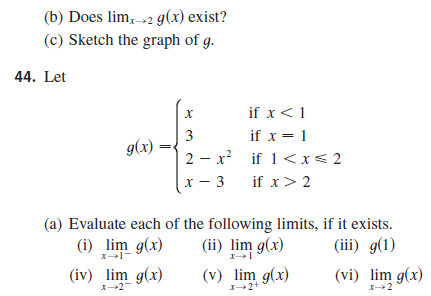 (b) Does lim_{x→2} g(x) exist?
(c) Sketch the graph of g.
44. Let
g(x) = { x if x < 1
3 if x = 1
2 − x² if 1 < x ≤ 2
x − 3 if x > 2
(a) Evaluate each of the following limits, if it exists.
(i) lim_{x→1⁻} g(x) (ii) lim_{x→1} g(x) (iii) g(1)
(iv) lim_{x→2⁻} g(x) (v) lim_{x→2⁺} g(x) (vi) lim_{x→2} g(x)